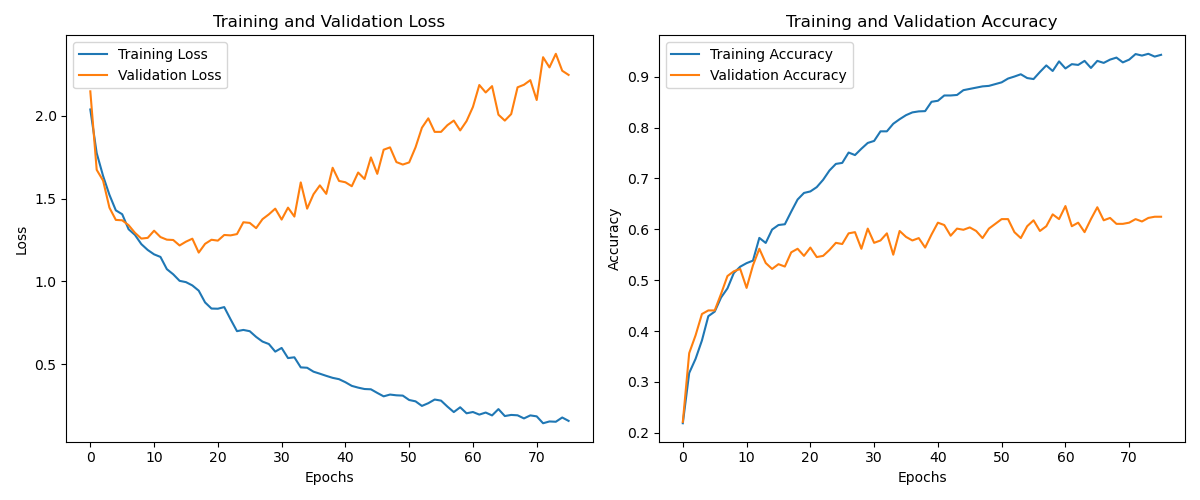 Training and Validation Loss
Training Loss
Validation Loss
2.0
1.5
1.0
0.5
Loss
0 10 20 30 40 50 60 70
Epochs
Training and Validation Accuracy
Training Accuracy
Validation Accuracy
0.9
0.8
0.7
0.6
0.5
0.4
0.3
0.2
Accuracy
0 10 20 30 40 50 60 70
Epochs